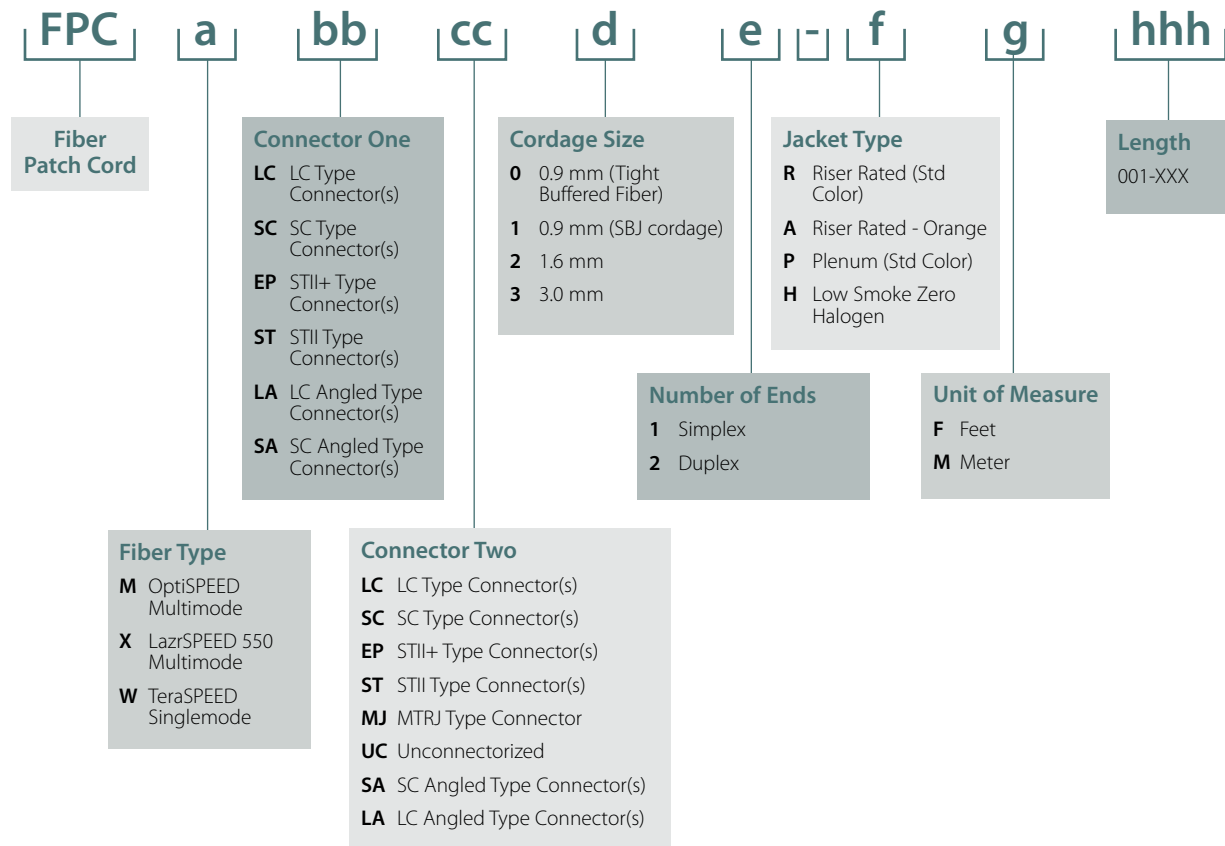 FPC a bb cc d e - f g hhh
Fiber
Patch Cord
Connector One
LC LC Type
Connector(s)
SC SC Type
Connector(s)
EP STII+ Type
Connector(s)
ST STII Type
Connector(s)
LA LC Angled Type
Connector(s)
SA SC Angled Type
Connector(s)
Cordage Size
0 0.9 mm (Tight
Buffered Fiber)
1 0.9 mm (SBJ cordage)
2 1.6 mm
3 3.0 mm
Jacket Type
R Riser Rated (Std
Color)
A Riser Rated - Orange
P Plenum (Std Color)
H Low Smoke Zero
Halogen
Length
001-XXX
Number of Ends
1 Simplex
2 Duplex
Unit of Measure
F Feet
M Meter
Fiber Type
M OptiSPEED
Multimode
X LazrSPEED 550
Multimode
W TeraSPEED
Singlemode
Connector Two
LC LC Type Connector(s)
SC SC Type Connector(s)
EP STII+ Type Connector(s)
ST STII Type Connector(s)
MJ MTRJ Type Connector
UC Unconnectorized
SA SC Angled Type Connector(s)
LA LC Angled Type Connector(s)